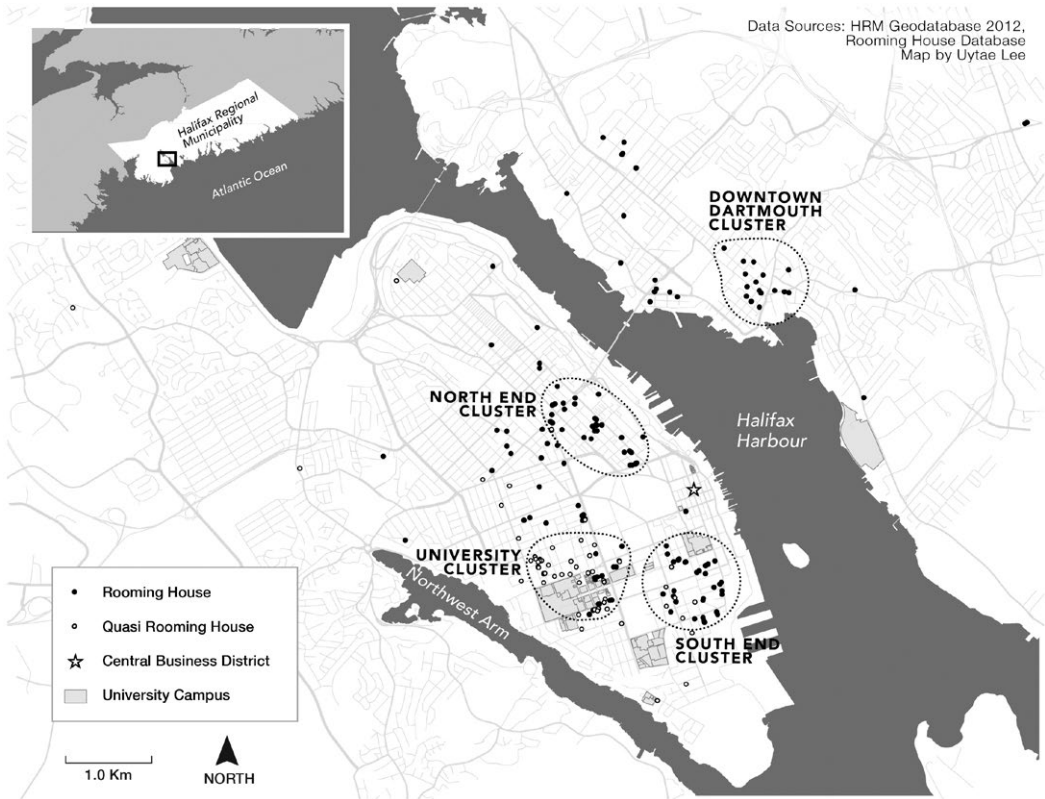 Data Sources: HRM Geodatabase 2012,
Rooming House Database
Map by Uytae Lee
Halifax Regional
Municipality
Atlantic Ocean
DOWNTOWN
DARTMOUTH
CLUSTER
NORTH END
CLUSTER
Halifax
Harbour
UNIVERSITY
CLUSTER
Northwest Arm
SOUTH END
CLUSTER
Rooming House
Quasi Rooming House
Central Business District
University Campus
1.0 Km
NORTH